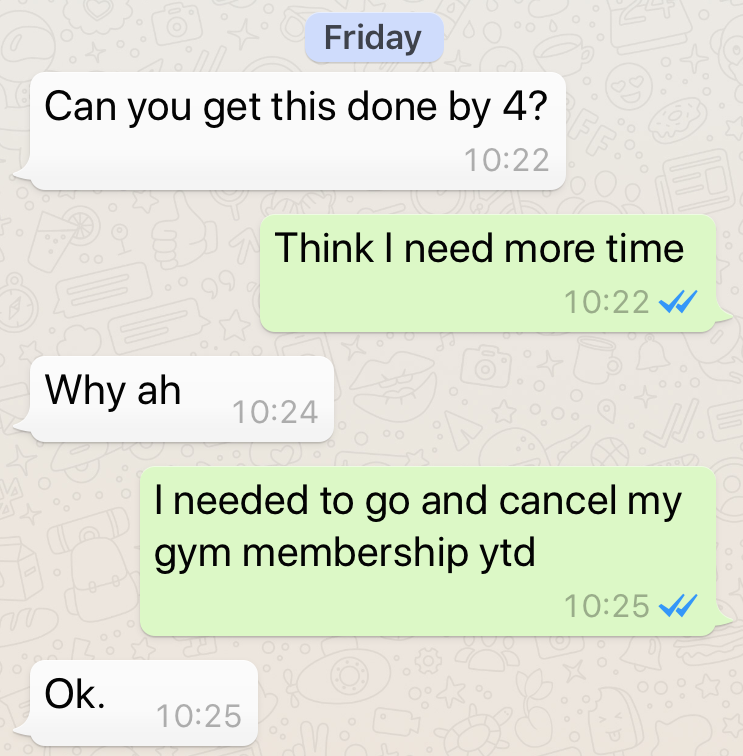 Friday
Can you get this done by 4?
10:22
Think I need more time
10:22
Why ah
10:24
I needed to go and cancel my
gym membership ytd
10:25
Ok.
10:25